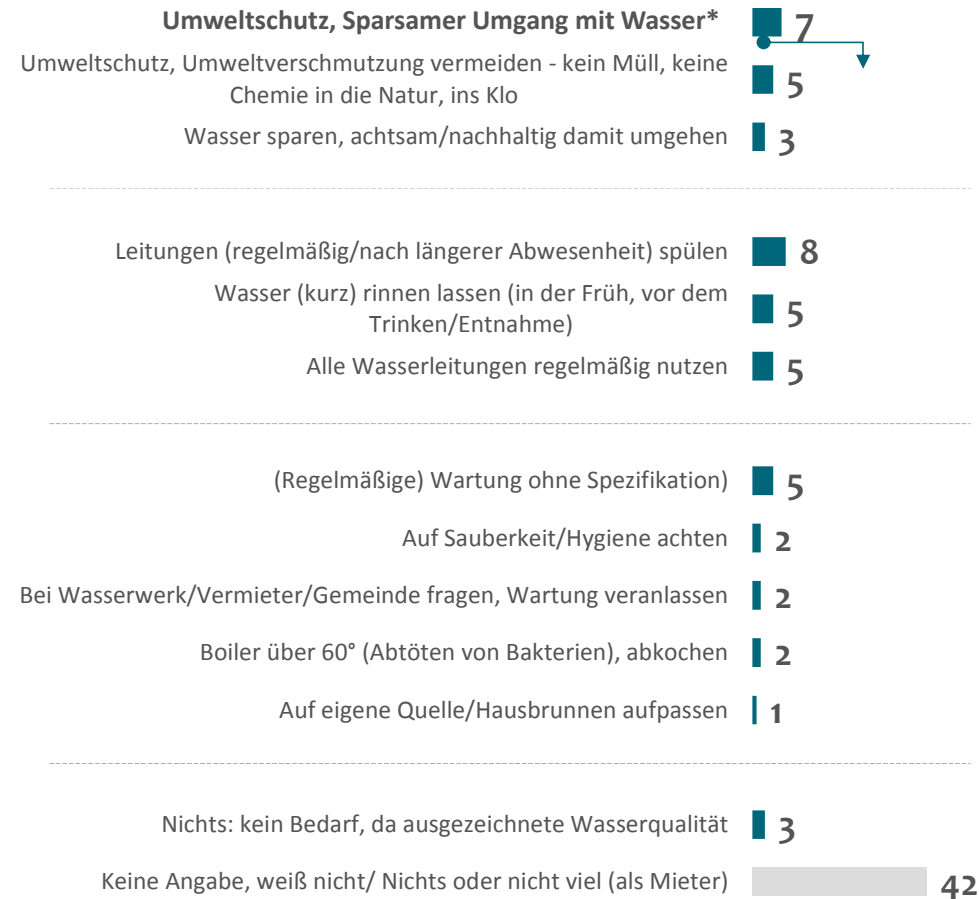 Umweltschutz, Sparsamer Umgang mit Wasser* 7
Umweltschutz, Umweltverschmutzung vermeiden - kein Müll, keine
Chemie in die Natur, ins Klo 5
Wasser sparen, achtsam/nachhaltig damit umgehen 3
Leitungen (regelmäßig/nach längerer Abwesenheit) spülen 8
Wasser (kurz) rinnen lassen (in der Früh, vor dem
Trinken/Entnahme) 5
Alle Wasserleitungen regelmäßig nutzen 5
(Regelmäßige) Wartung ohne Spezifikation) 5
Auf Sauberkeit/Hygiene achten 2
Bei Wasserwerk/Vermieter/Gemeinde fragen, Wartung veranlassen 2
Boiler über 60° (Abtöten von Bakterien), abkochen 2
Auf eigene Quelle/Hausbrunnen aufpassen 1
Nichts: kein Bedarf, da ausgezeichnete Wasserqualität 3
Keine Angabe, weiß nicht/ Nichts oder nicht viel (als Mieter) 42